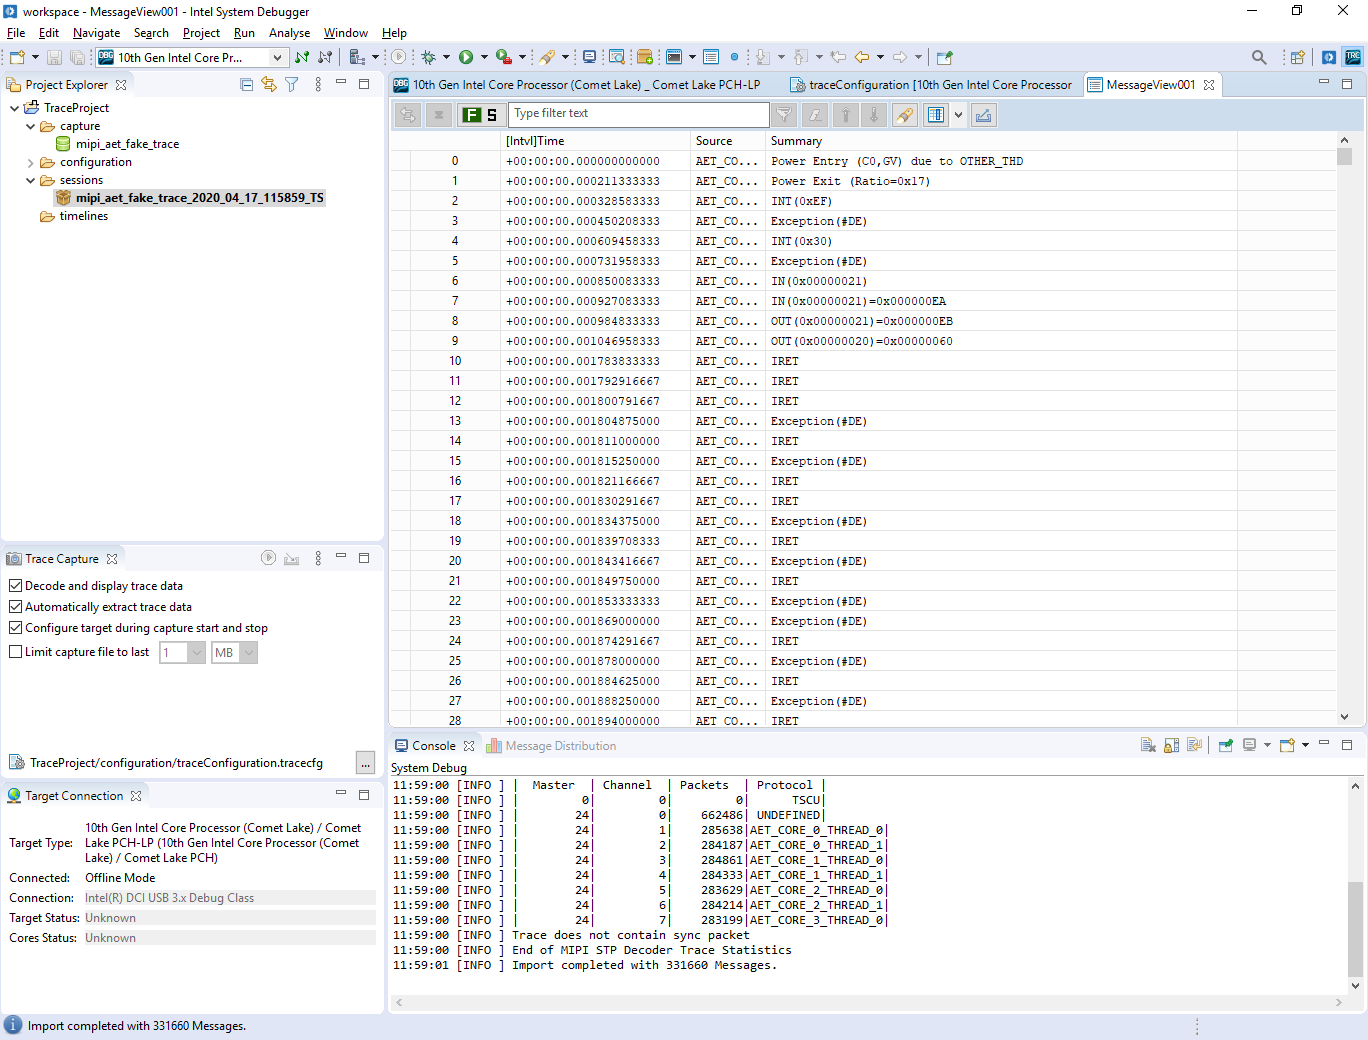 workspace - MessageView001 - Intel System Debugger
File Edit Navigate Search Project Run Analyse Window Help
DBG 10th Gen Intel Core Pr... TRC
Project Explorer
TraceProject
capture
mipi_aet_fake_trace
configuration
sessions
mipi_aet_fake_trace_2020_04_17_115859_TS
timelines
DBG 10th Gen Intel Core Processor (Comet Lake) _ Comet Lake PCH-LP traceConfiguration [10th Gen Intel Core Processor MessageView001
F S Type filter text
[Intvl]Time Source Summary
0 +00:00:00.000000000000 AET_CO... Power Entry (C0,GV) due to OTHER_THD
1 +00:00:00.000211333333 AET_CO... Power Exit (Ratio=0x17)
2 +00:00:00.000328583333 AET_CO... INT(0xEF)
3 +00:00:00.000450208333 AET_CO... Exception(#DE)
4 +00:00:00.000609458333 AET_CO... INT(0x30)
5 +00:00:00.000731958333 AET_CO... Exception(#DE)
6 +00:00:00.000850083333 AET_CO... IN(0x00000021)
7 +00:00:00.000927083333 AET_CO... IN(0x00000021)=0x000000EA
8 +00:00:00.000984833333 AET_CO... OUT(0x00000021)=0x000000EB
9 +00:00:00.001046958333 AET_CO... OUT(0x00000020)=0x00000060
10 +00:00:00.001783833333 AET_CO... IRET
11 +00:00:00.001792916667 AET_CO... IRET
12 +00:00:00.001800791667 AET_CO... IRET
13 +00:00:00.001804875000 AET_CO... Exception(#DE)
14 +00:00:00.001811000000 AET_CO... IRET
15 +00:00:00.001815250000 AET_CO... Exception(#DE)
16 +00:00:00.001821166667 AET_CO... IRET
17 +00:00:00.001830291667 AET_CO... IRET
18 +00:00:00.001834375000 AET_CO... Exception(#DE)
19 +00:00:00.001839708333 AET_CO... IRET
20 +00:00:00.001843416667 AET_CO... Exception(#DE)
21 +00:00:00.001849750000 AET_CO... IRET
22 +00:00:00.001853333333 AET_CO... Exception(#DE)
23 +00:00:00.001869000000 AET_CO... Exception(#DE)
24 +00:00:00.001874291667 AET_CO... IRET
25 +00:00:00.001878000000 AET_CO... Exception(#DE)
26 +00:00:00.001884625000 AET_CO... IRET
27 +00:00:00.001888250000 AET_CO... Exception(#DE)
28 +00:00:00.001894000000 AET_CO... IRET
Trace Capture
Decode and display trace data
Automatically extract trace data
Configure target during capture start and stop
Limit capture file to last 1 MB
TraceProject/configuration/traceConfiguration.tracecfg ...
Target Connection
Target Type: 10th Gen Intel Core Processor (Comet Lake) / Comet
Lake PCH-LP (10th Gen Intel Core Processor (Comet
Lake) / Comet Lake PCH)
Connected: Offline Mode
Connection: Intel(R) DCI USB 3.x Debug Class
Target Status: Unknown
Cores Status: Unknown
Console Message Distribution
System Debug
11:59:00 [INFO ] | Master | Channel | Packets | Protocol |
11:59:00 [INFO ] | 0| 0| 0| TSCU|
11:59:00 [INFO ] | 24| 0| 662486| UNDEFINED|
11:59:00 [INFO ] | 24| 1| 285638|AET_CORE_0_THREAD_0|
11:59:00 [INFO ] | 24| 2| 284187|AET_CORE_0_THREAD_1|
11:59:00 [INFO ] | 24| 3| 284861|AET_CORE_1_THREAD_0|
11:59:00 [INFO ] | 24| 4| 284333|AET_CORE_1_THREAD_1|
11:59:00 [INFO ] | 24| 5| 283629|AET_CORE_2_THREAD_0|
11:59:00 [INFO ] | 24| 6| 284214|AET_CORE_2_THREAD_1|
11:59:00 [INFO ] | 24| 7| 283199|AET_CORE_3_THREAD_0|
11:59:00 [INFO ] Trace does not contain sync packet
11:59:00 [INFO ] End of MIPI STP Decoder Trace Statistics
11:59:01 [INFO ] Import completed with 331660 Messages.
Import completed with 331660 Messages.